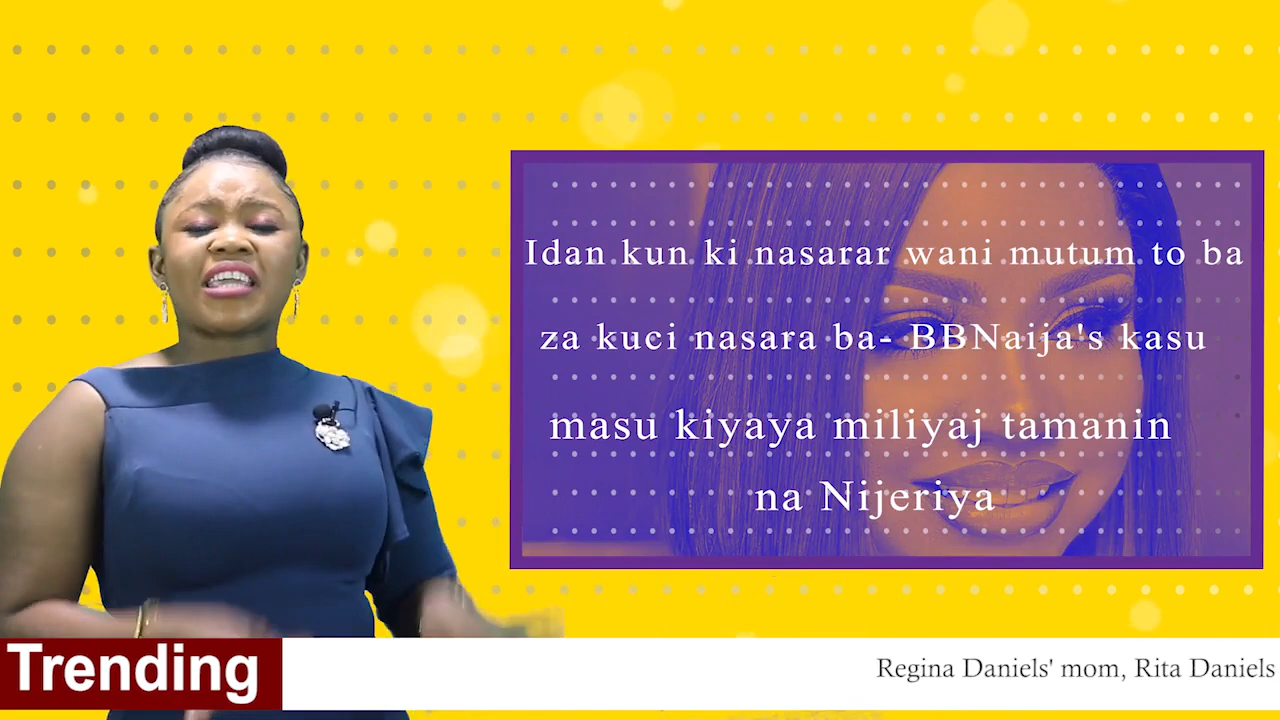 Idan kun ki nasarar wani mutum to ba
za kuci nasara ba- BBNaija's kasu
masu kiyaya miliyaj tamanin
na Nijeriya
Trending
Regina Daniels' mom, Rita Daniels